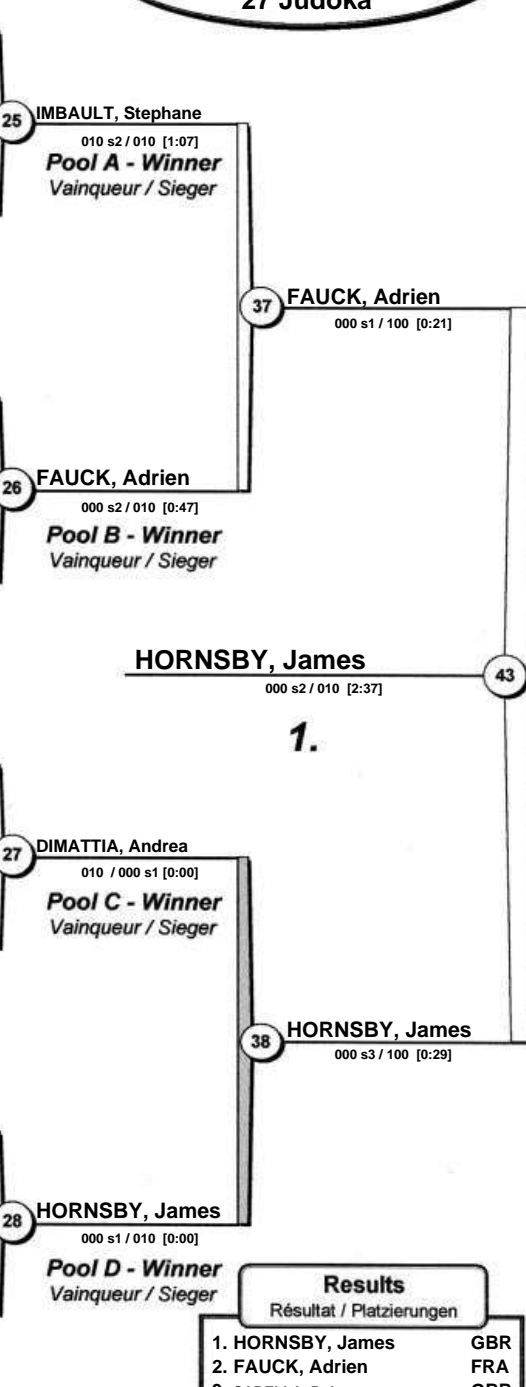 27 Judoka
25
IMBAULT, Stephane
010 s2 / 010 [1:07]
Pool A - Winner
Vainqueur / Sieger
37
FAUCK, Adrien
000 s1 / 100 [0:21]
26
FAUCK, Adrien
000 s2 / 010 [0:47]
Pool B - Winner
Vainqueur / Sieger
HORNSBY, James
43
000 s2 / 010 [2:37]
1.
27
DIMATTIA, Andrea
010 / 000 s1 [0:00]
Pool C - Winner
Vainqueur / Sieger
38
HORNSBY, James
000 s3 / 100 [0:29]
28
HORNSBY, James
000 s1 / 010 [0:00]
Pool D - Winner
Vainqueur / Sieger
Results
Résultat / Platzierungen
1. HORNSBY, James GBR
2. FAUCK, Adrien FRA